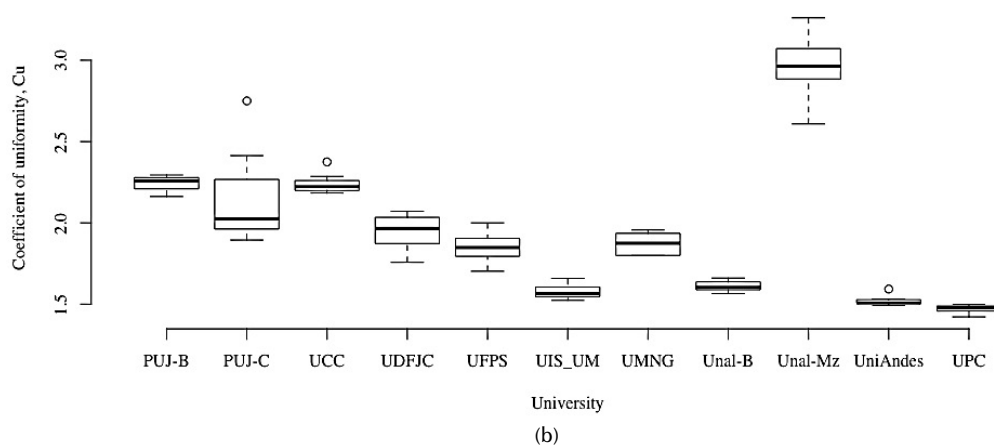 Coefficient of uniformity, Cu
3.0
2.5
2.0
1.5
PUJ-B PUJ-C UCC UDFJC UFPS UIS_UM UMNG Unal-B Unal-Mz UniAndes UPC
University
(b)